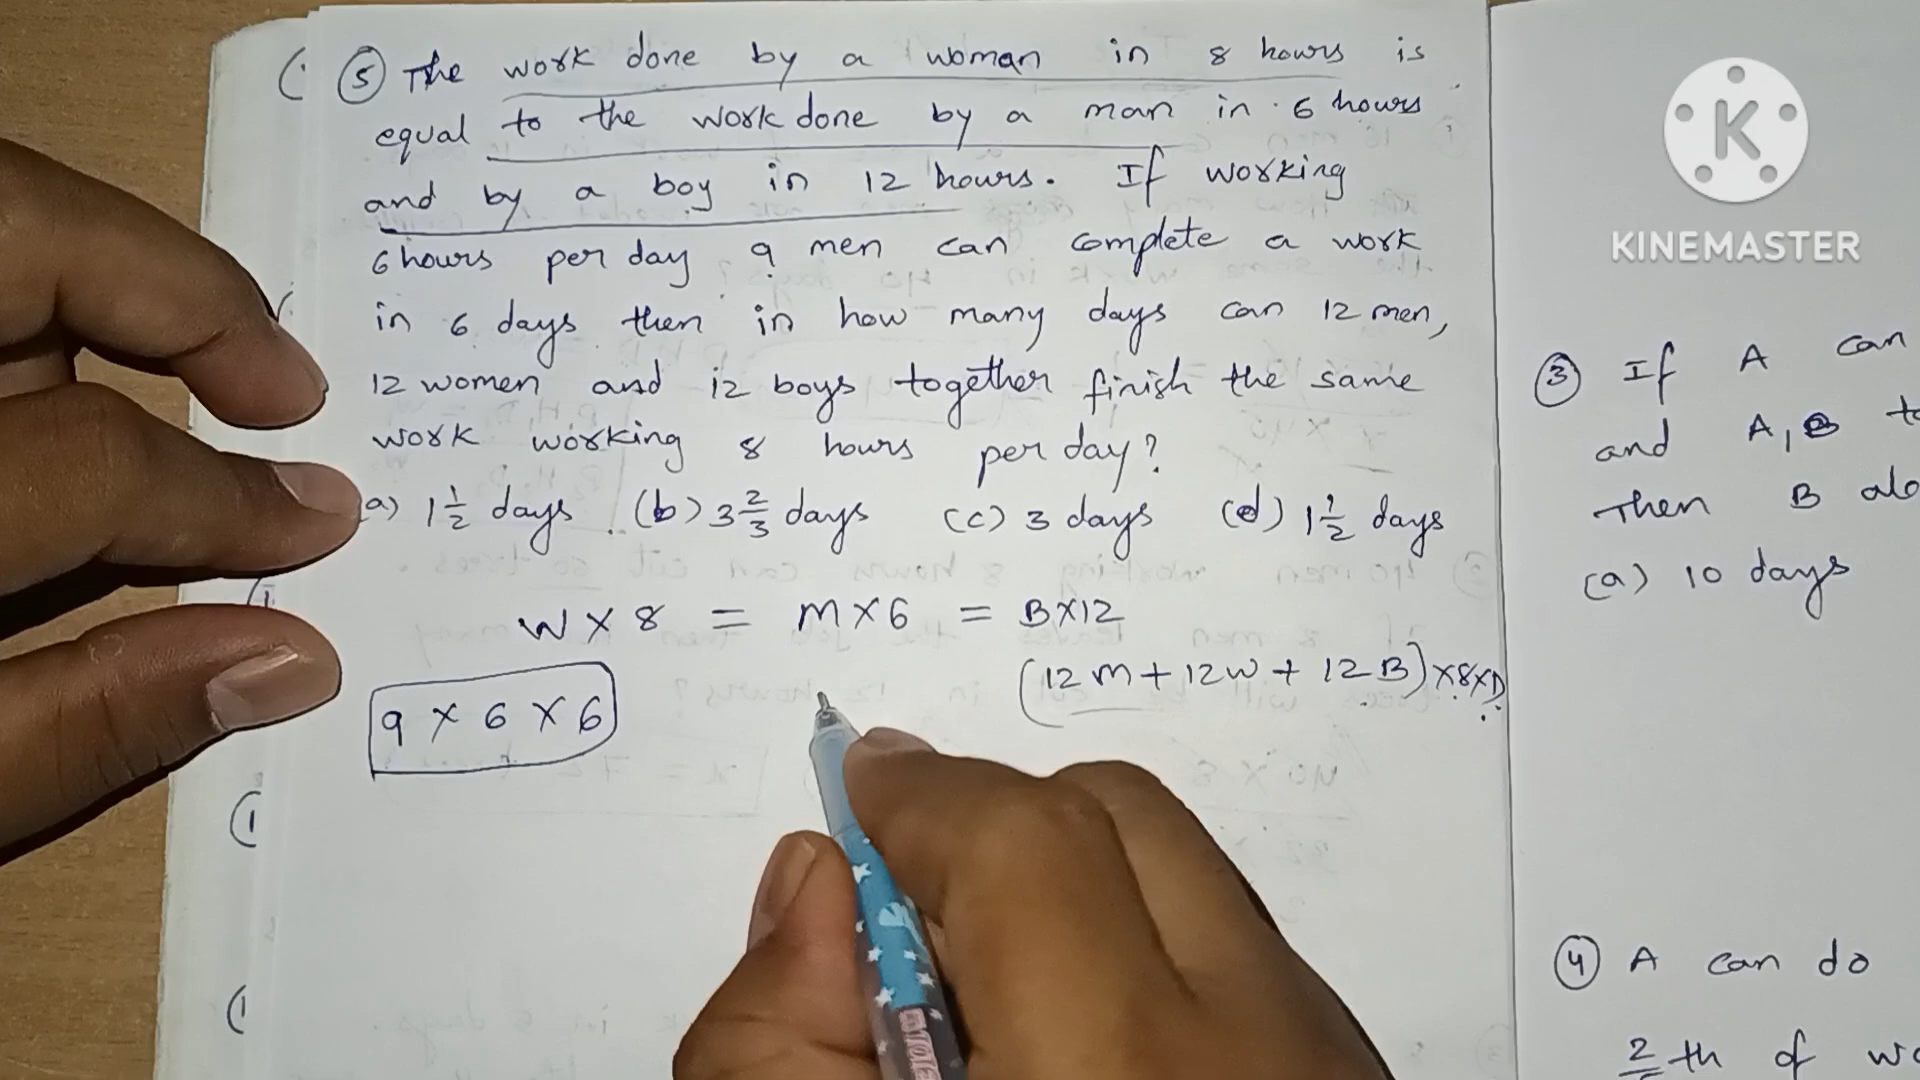 (5) The work done by a woman in 8 hours is
equal to the work done by a man in 6 hours
and by a boy in 12 hours. If working
6 hours per day 9 men can complete a work
in 6 days then in how many days can 12 men,
12 women and 12 boys together finish the same
work working 8 hours per day?
(a) 1 1/2 days (b) 3 2/3 days (c) 3 days (d) 1 1/2 days
W × 8 = M × 6 = B × 12
(12 M + 12 W + 12 B) × 8 × D
9 × 6 × 6
K
KINEMASTER
(3) If A can
and A, B
Then B
(a) 10 days
(4) A can do
th of